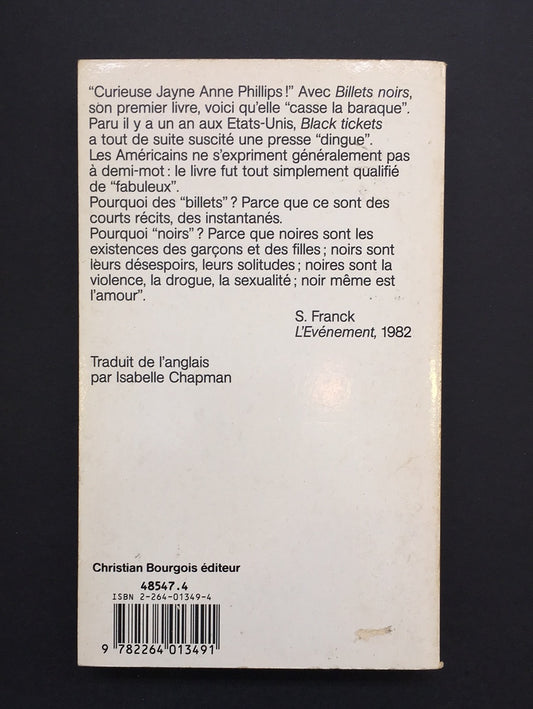 “Curieuse Jayne Anne Phillips !” Avec Billets noirs,
son premier livre, voici qu’elle “casse la baraque”.
Paru il y a un an aux Etats-Unis, Black tickets
a tout de suite suscité une presse “dingue”.
Les Américains ne s’expriment généralement pas
à demi-mot : le livre fut tout simplement qualifié
de “fabuleux”.
Pourquoi des “billets” ? Parce que ce sont des
courts récits, des instantanés.
Pourquoi “noirs” ? Parce que noires sont les
existences des garçons et des filles ; noirs sont
leurs désespoirs, leurs solitudes ; noires sont la
violence, la drogue, la sexualité ; noir même est
l’amour”.
S. Franck
L’Evénement, 1982
Traduit de l’anglais
par Isabelle Chapman
Christian Bourgois éditeur
48547.4
ISBN 2-264-01349-4
9 782264 013491